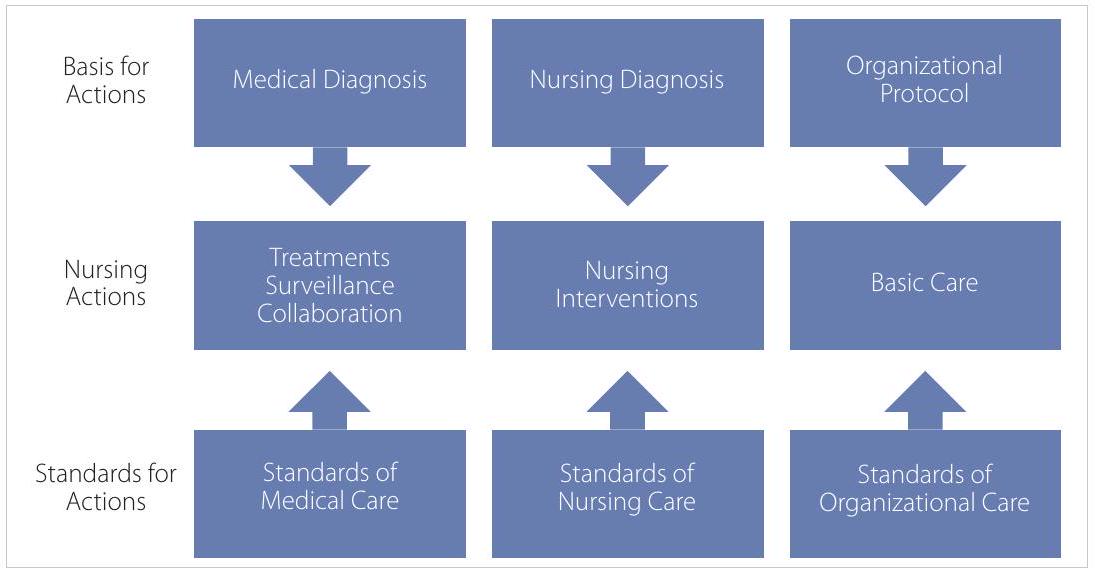 Basis for
Actions
Medical Diagnosis
Nursing Diagnosis
Organizational
Protocol
Nursing
Actions
Treatments
Surveillance
Collaboration
Nursing
Interventions
Basic Care
Standards for
Actions
Standards of
Medical Care
Standards of
Nursing Care
Standards of
Organizational Care